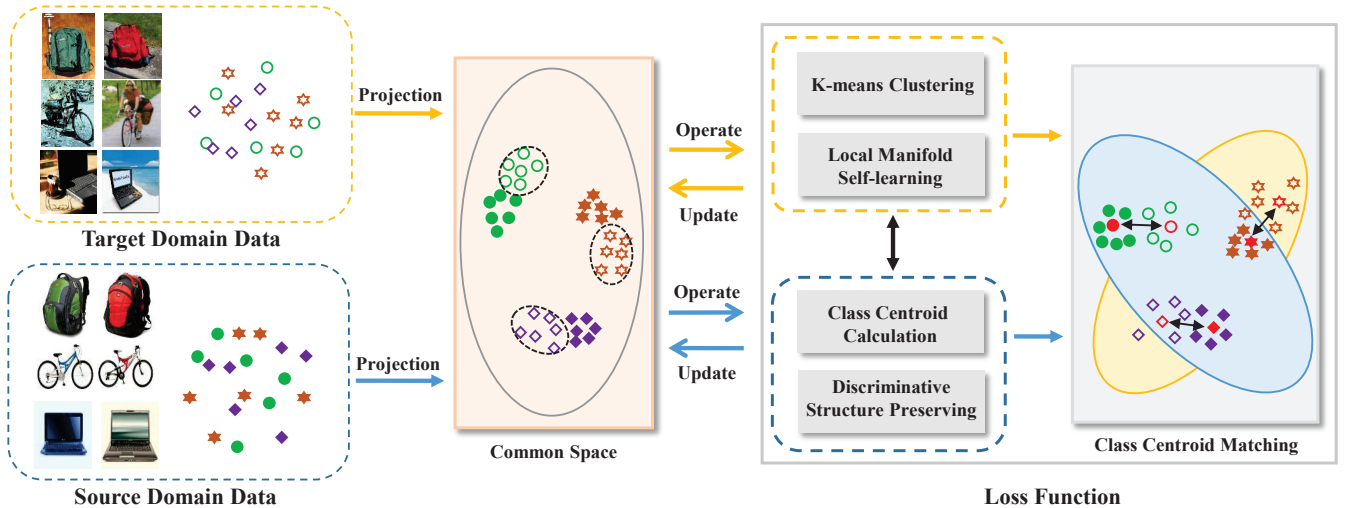 Target Domain Data
Projection
Source Domain Data
Projection
Common Space
Operate
Update
Operate
Update
K-means Clustering
Local Manifold
Self-learning
Class Centroid
Calculation
Discriminative
Structure Preserving
Class Centroid Matching
Loss Function